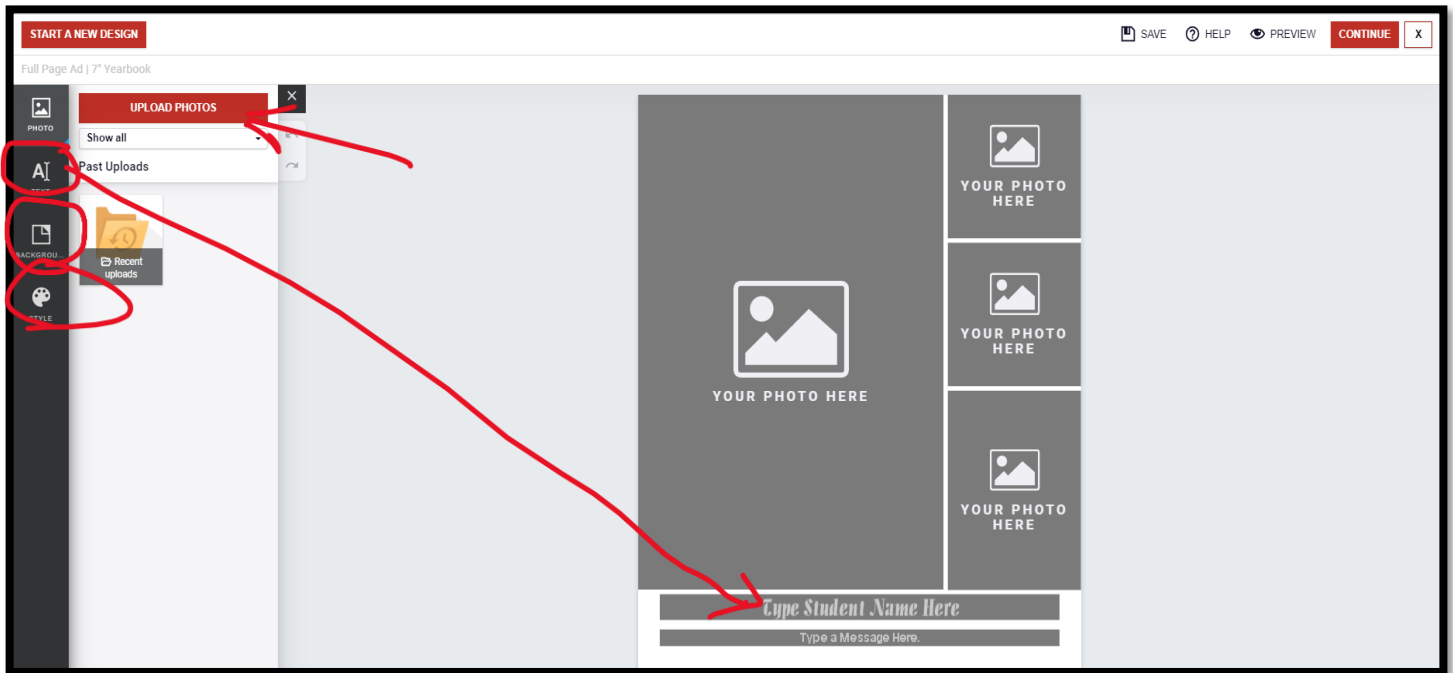 START A NEW DESIGN
SAVE
HELP
PREVIEW
CONTINUE
X
Full Page Ad | 7" Yearbook
PHOTO
TEXT
BACKGROU...
STYLE
UPLOAD PHOTOS
Show all
Past Uploads
Recent
uploads
YOUR PHOTO HERE
YOUR PHOTO
HERE
YOUR PHOTO
HERE
YOUR PHOTO
HERE
Type Student Name Here
Type a Message Here.